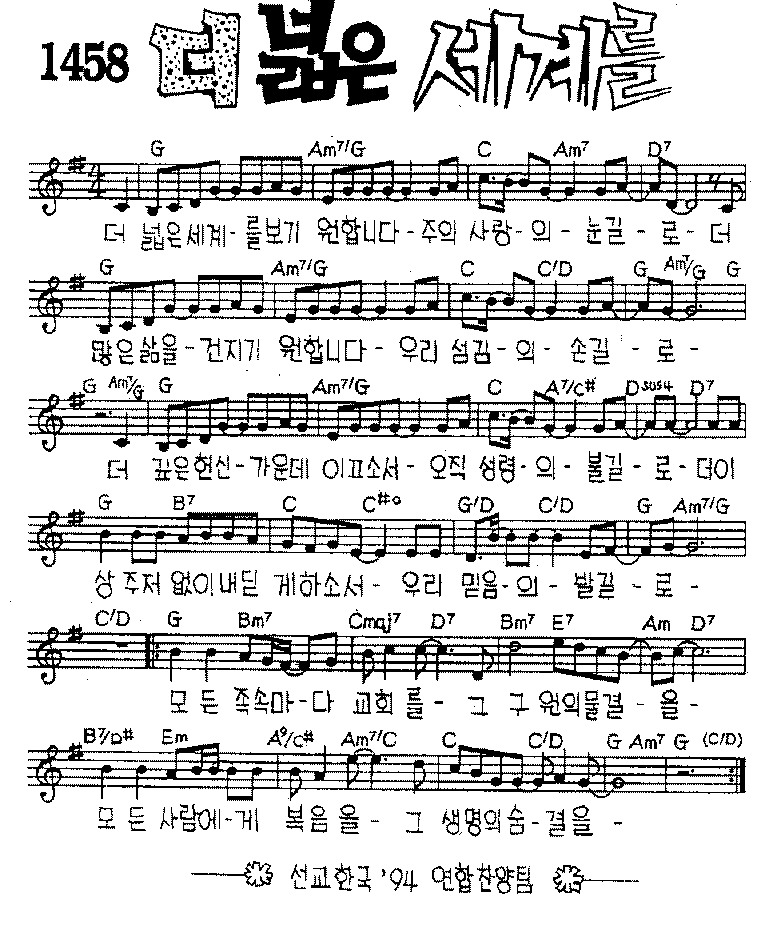 1458 더 넓은 세계를
G Am7/G C Am7 D7
더 넓은세계-를보기 원합니다-주의 사랑-의- 눈길 - 로- 더
G Am7/G C C/D G Am7/G G
많은삶을-건지기 원합니다- 우리 섬김-의- 손길 - 로 -
G Am7/G G Am7/G C A7/C# Dsus4 D7
더 깊은헌신-가운데 이끄소서- 오직 성령-의- 불길 - 로-더이
G B7 C C#o G/D C/D G Am7/G
상 주저 없이내딛 게하소서- 우리 믿음-의- 발길 - 로 -
C/D G Bm7 Cmaj7 D7 Bm7 E7 Am D7
모 든 족속마-다 교회 를- 그 구 원의물결 - 을 -
B7/D# Em A9/C# Am7/C C C/D G Am7 G (C/D)
모 든 사람에-게 복음 을 - 그 생명의숨-결을 -
선교한국 '94 연합찬양팀